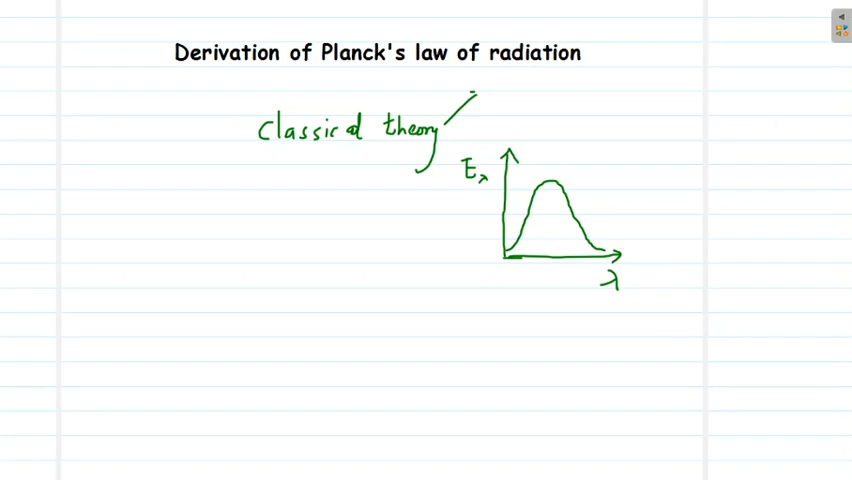 Derivation of Planck's law of radiation
Classical theory
Eλ
λ